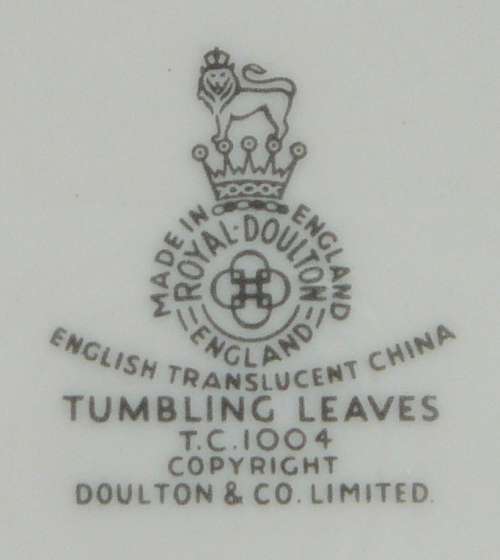 MADE IN ENGLAND
ROYAL-DOULTON
ENGLAND
ENGLISH TRANSLUCENT CHINA
TUMBLING LEAVES
T.C.1004
COPYRIGHT
DOULTON & CO. LIMITED.